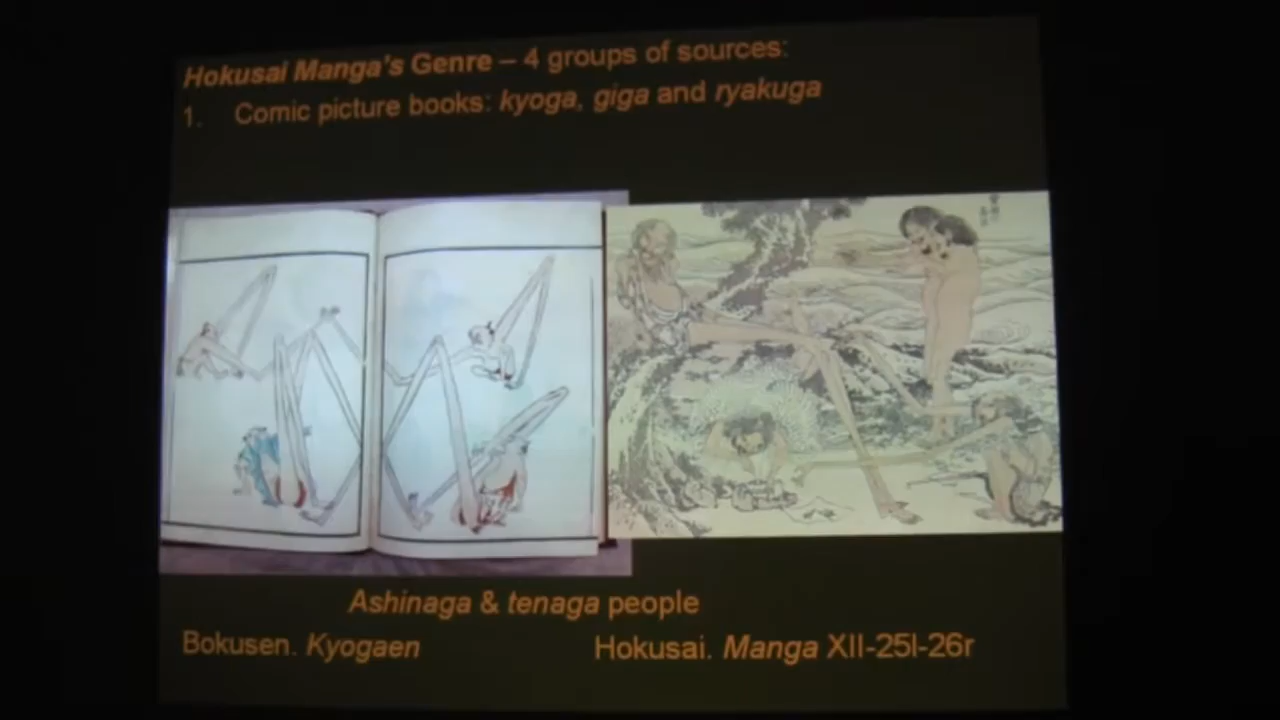 Hokusai Manga's Genre – 4 groups of sources:
1. Comic picture books: kyoga, giga and ryakuga
Ashinaga & tenaga people
Bokusen. Kyogaen
Hokusai. Manga XII-25l-26r